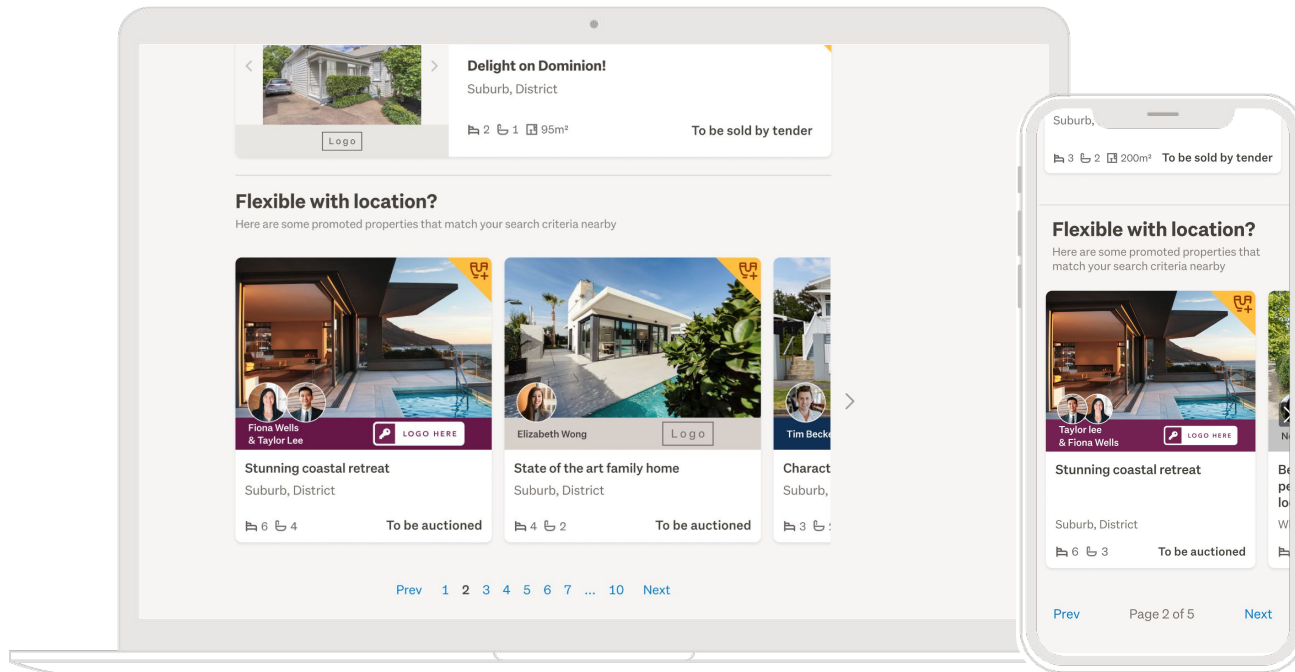 Delight on Dominion!
Suburb, District
2 1 95m²
To be sold by tender
Logo
Flexible with location?
Here are some promoted properties that match your search criteria nearby
Fiona Wells
& Taylor Lee
LOGO HERE
Stunning coastal retreat
Suburb, District
6 4
To be auctioned
Elizabeth Wong
Logo
State of the art family home
Suburb, District
4 2
To be auctioned
Tim Becke
Charact
Suburb,
3
Prev 1 2 3 4 5 6 7 ... 10 Next
Suburb,
3 2 200m² To be sold by tender
Flexible with location?
Here are some promoted properties that
match your search criteria nearby
Taylor lee
& Fiona Wells
LOGO HERE
Stunning coastal retreat
Suburb, District
6 3
To be auctioned
Be
pe
lo
Prev Page 2 of 5 Next